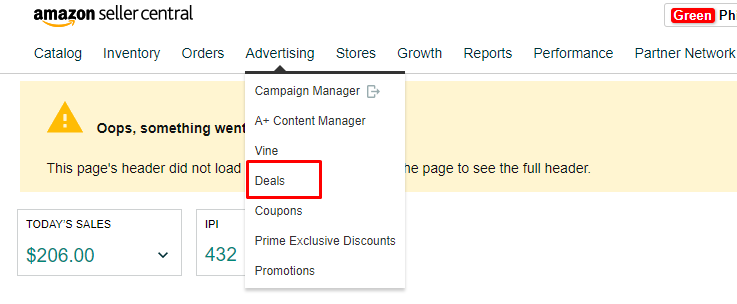 amazon seller central
Green Ph
Catalog Inventory Orders Advertising Stores Growth Reports Performance Partner Network
Campaign Manager
A+ Content Manager
Vine
Deals
Coupons
Prime Exclusive Discounts
Promotions
Oops, something went
This page's header did not load
he page to see the full header.
TODAY'S SALES
$206.00
IPI
432